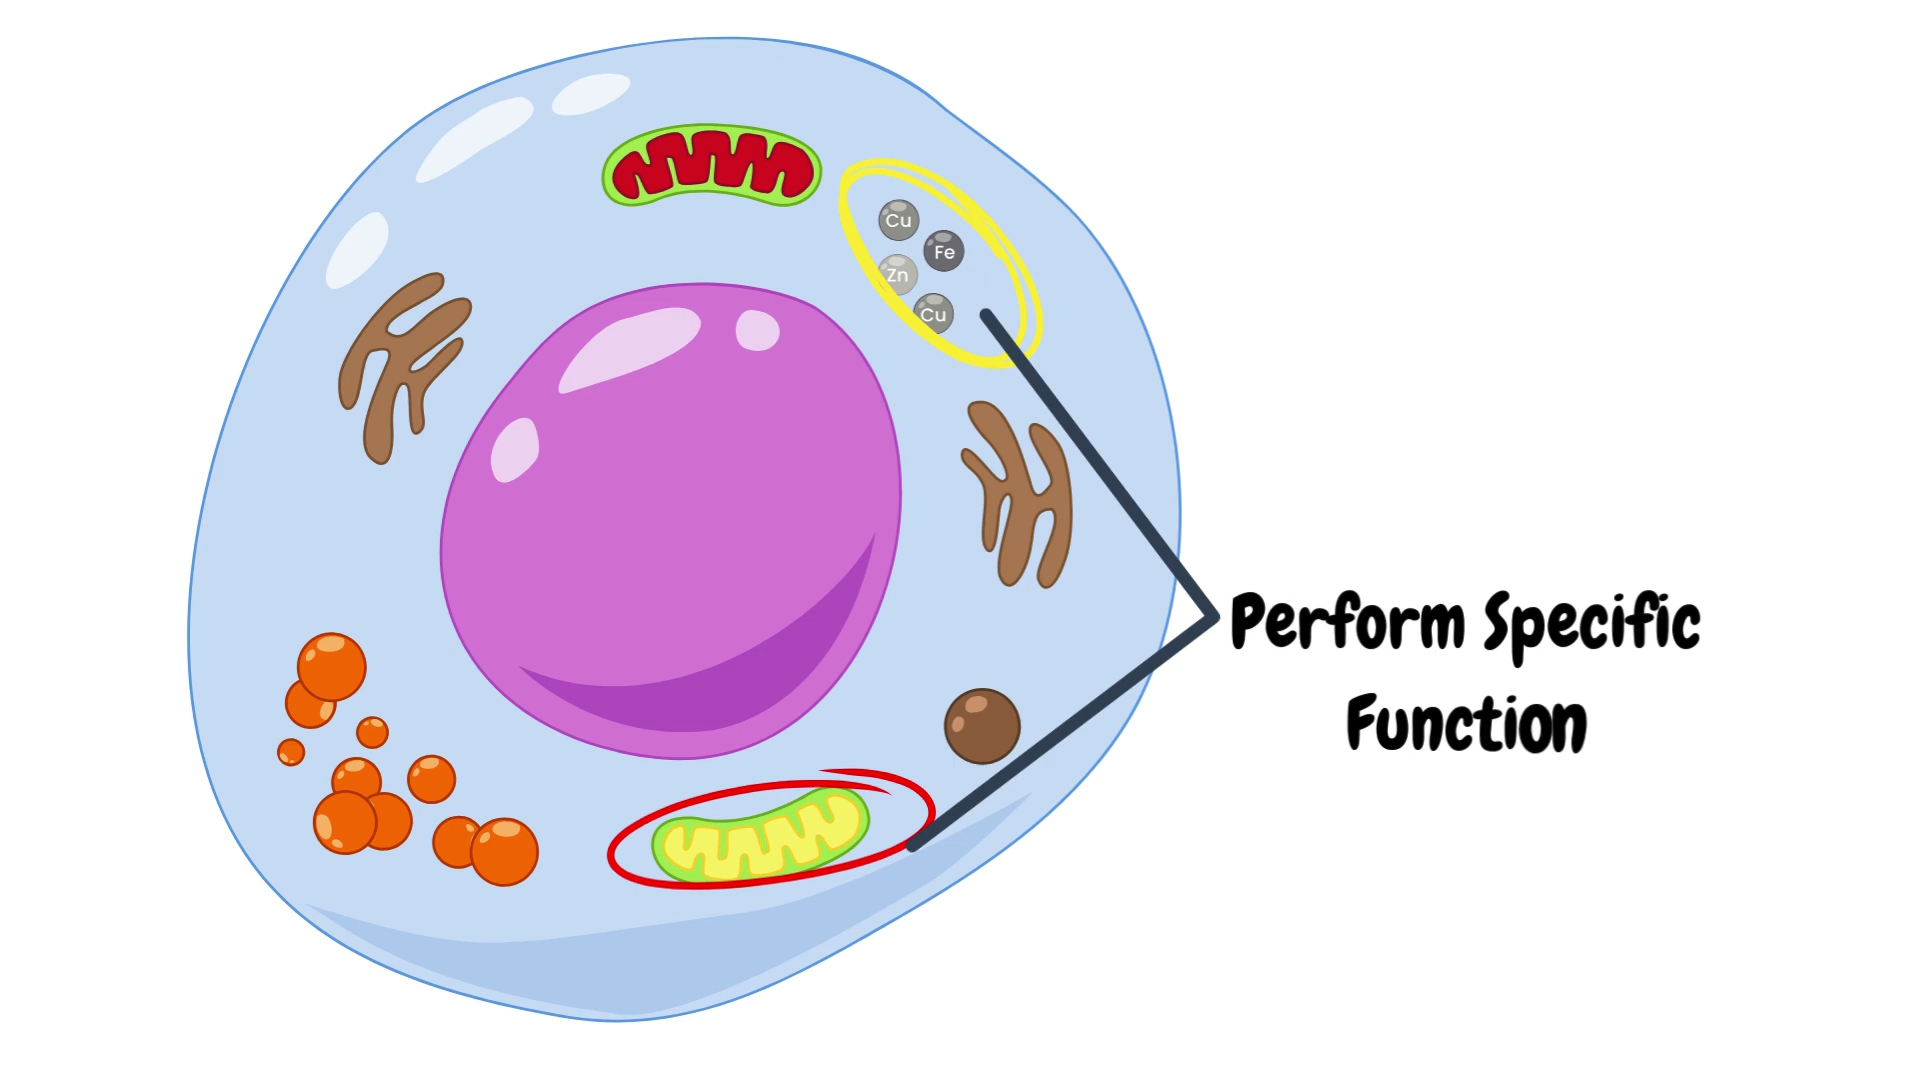 Cu
Fe
Zn
Cu
Perform Specific
Function